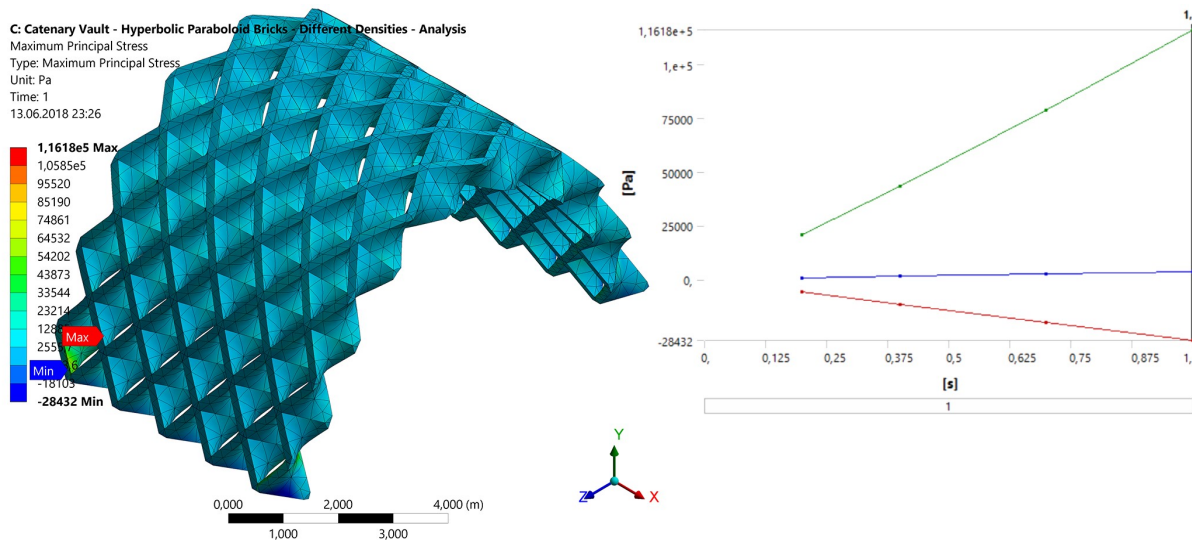 C: Catenary Vault - Hyperbolic Paraboloid Bricks - Different Densities - Analysis
Maximum Principal Stress
Type: Maximum Principal Stress
Unit: Pa
Time: 1
13.06.2018 23:26
1,1618e5 Max
1,0585e5
95520
85190
74861
64532
54202
43873
33544
23214
Max
Min
-18103
-28432 Min
0,000 2,000 4,000 (m)
1,000 3,000
Y
Z X
1,
1,1618e+5
1,e+5
75000
50000
25000
0,
-28432
[Pa]
0, 0,125 0,25 0,375 0,5 0,625 0,75 0,875 1,
[s]
1